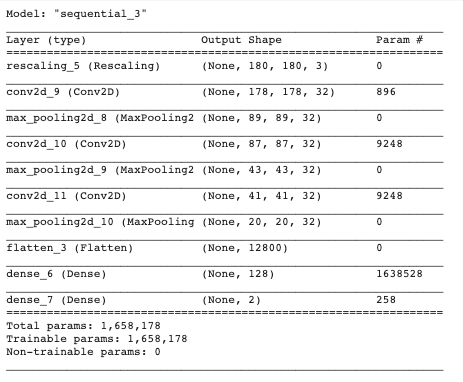 Model: "sequential_3"
Layer (type) Output Shape Param #
rescaling_5 (Rescaling) (None, 180, 180, 3) 0
conv2d_9 (Conv2D) (None, 178, 178, 32) 896
max_pooling2d_8 (MaxPooling2 (None, 89, 89, 32) 0
conv2d_10 (Conv2D) (None, 87, 87, 32) 9248
max_pooling2d_9 (MaxPooling2 (None, 43, 43, 32) 0
conv2d_11 (Conv2D) (None, 41, 41, 32) 9248
max_pooling2d_10 (MaxPooling (None, 20, 20, 32) 0
flatten_3 (Flatten) (None, 12800) 0
dense_6 (Dense) (None, 128) 1638528
dense_7 (Dense) (None, 2) 258
Total params: 1,658,178
Trainable params: 1,658,178
Non-trainable params: 0